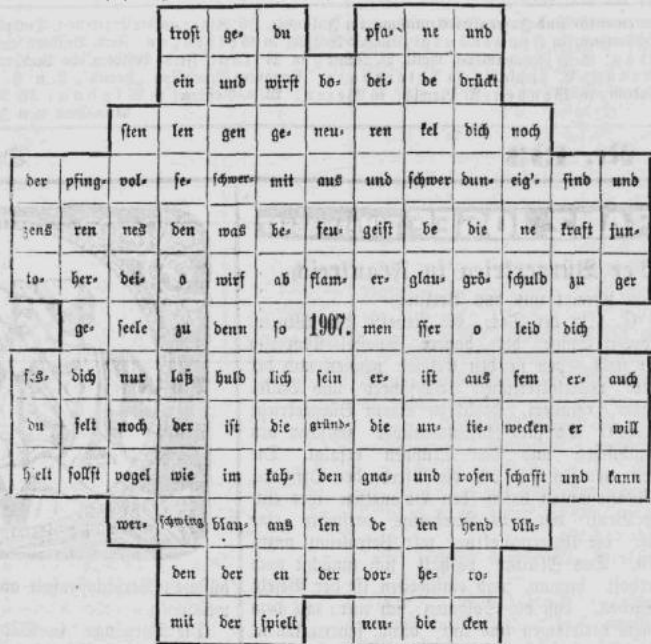 trost ge- du pfa- ne und
ein und wirst bo- dei- de drückt
sten len gen ge- neu- ren kel dich noch
der pfing- vol- fe- schwer- mit aus und schwer dun- eig'- sind und
zens ren nes den was be- feu- geist be die ne kraft jun-
to- her- dei- im wirf ab flam- er- glau- grö- schuld zu ger
ge- seele zu denn so 1907. men sser o leid dich
dich nur laß huld lich sein er- ist aus sem er- auch
du felt noch der ist die gründ- die un- tie- wecken er will
sollst vogel wie im kah- den gna- und rosen schafft und kann
wer- schwing blau- aus len de ten hend blü-
den der en der dor- he- ro-
mit der spielt nen- die cken